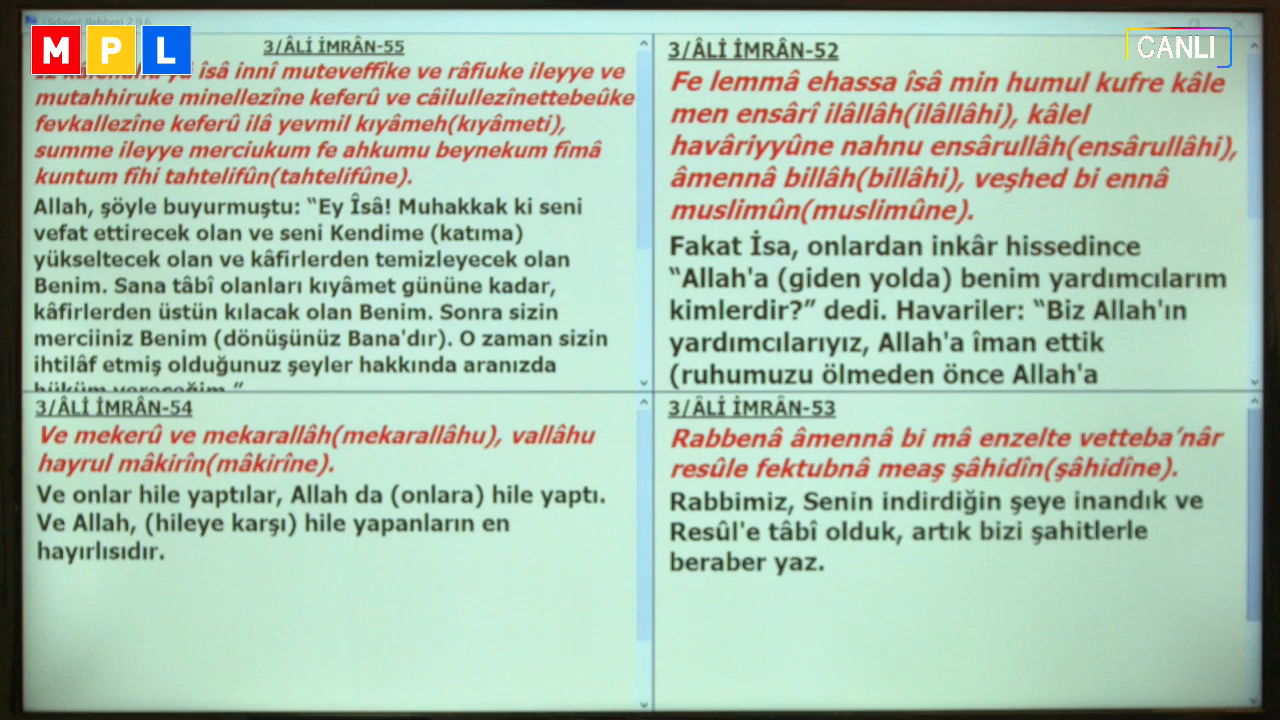 Hidayet Rehberi 2.9.6
MPL
CANLI
3/ÂLİ İMRÂN-55
yâ îsâ innî muteveffîke ve râfiuke ileyye ve
mutahhiruke minellezîne keferû ve câilullezînettebeûke
fevkallezîne keferû ilâ yevmil kıyâmeh(kıyâmeti),
summe ileyye merciukum fe ahkumu beynekum fîmâ
kuntum fîhi tahtelifûn(tahtelifûne).
Allah, şöyle buyurmuştu: “Ey Îsâ! Muhakkak ki seni
vefat ettirecek olan ve seni Kendime (katıma)
yükseltecek olan ve kâfirlerden temizleyecek olan
Benim. Sana tâbî olanları kıyâmet gününe kadar,
kâfirlerden üstün kılacak olan Benim. Sonra sizin
merciiniz Benim (dönüşünüz Bana'dır). O zaman sizin
ihtilâf etmiş olduğunuz şeyler hakkında aranızda
hüküm vereceğim.”
3/ÂLİ İMRÂN-52
Fe lemmâ ehassa îsâ min humul kufre kâle
men ensârî ilâllâh(ilâllâhi), kâlel
havâriyyûne nahnu ensârullâh(ensârullâhi),
âmennâ billâh(billâhi), veşhed bi ennâ
muslimûn(muslimûne).
Fakat İsa, onlardan inkâr hissedince
“Allah'a (giden yolda) benim yardımcılarım
kimlerdir?” dedi. Havariler: “Biz Allah'ın
yardımcılarıyız, Allah'a îman ettik
(ruhumuzu ölmeden önce Allah'a
3/ÂLİ İMRÂN-54
Ve mekerû ve mekarallâh(mekarallâhu), vallâhu
hayrul mâkirîn(mâkirîne).
Ve onlar hile yaptılar, Allah da (onlara) hile yaptı.
Ve Allah, (hileye karşı) hile yapanların en
hayırlısıdır.
3/ÂLİ İMRÂN-53
Rabbenâ âmennâ bi mâ enzelte vetteba’nâr
resûle fektubnâ meaş şâhidîn(şâhidîne).
Rabbimiz, Senin indirdiğin şeye inandık ve
Resûl'e tâbî olduk, artık bizi şahitlerle
beraber yaz.